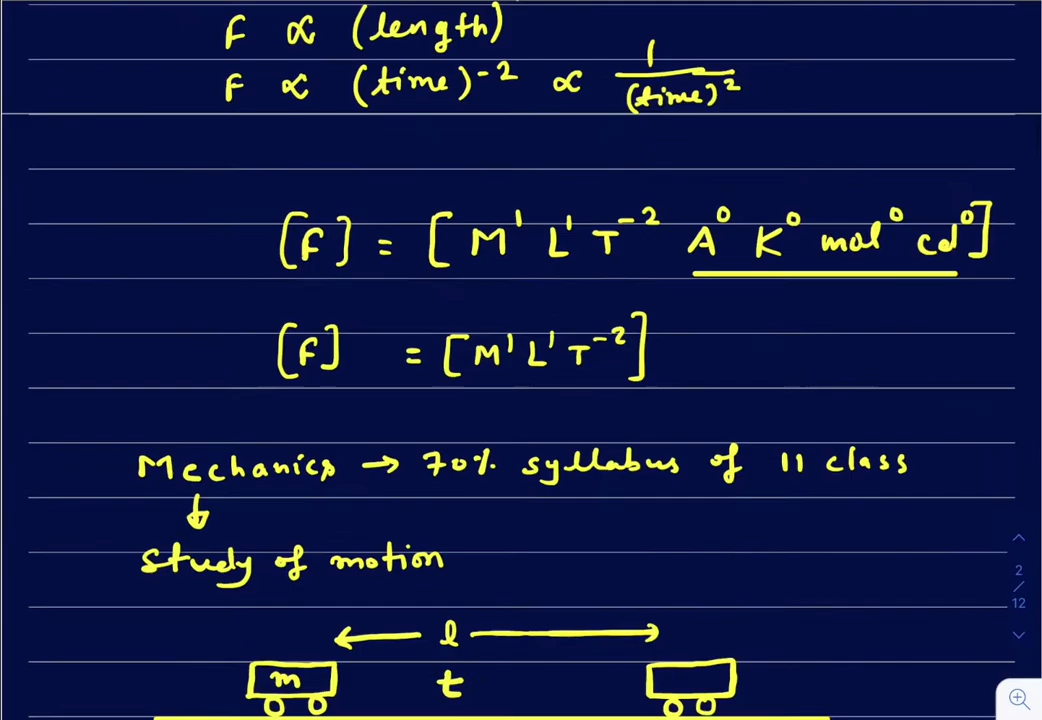 F ∝ (length)
F ∝ (time)⁻² ∝ 1/(time)²
[F] = [M¹ L¹ T⁻² A⁰ K⁰ mol⁰ cd⁰]
[F] = [M¹ L¹ T⁻²]
Mechanics → 70% syllabus of 11 class
↓
Study of motion
← l →
m t
2
/
12